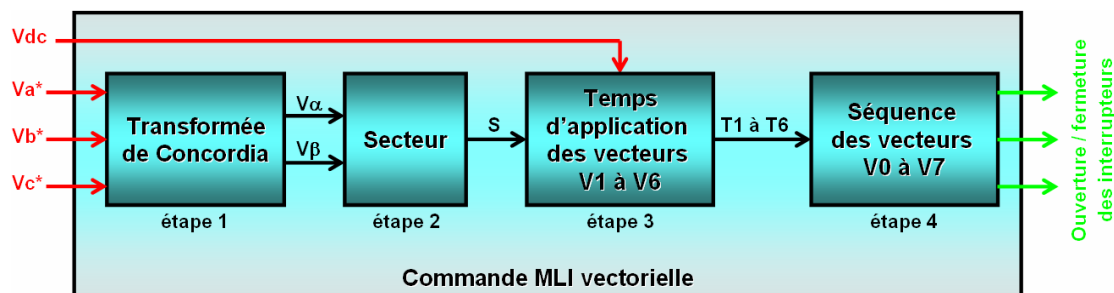 Vdc
Va*
Vb*
Vc*
Transformée
de Concordia
étape 1
Vα
Vβ
Secteur
étape 2
S
Temps
d'application
des vecteurs
V1 à V6
étape 3
T1 à T6
Séquence
des vecteurs
V0 à V7
étape 4
Ouverture / fermeture
des interrupteurs
Commande MLI vectorielle